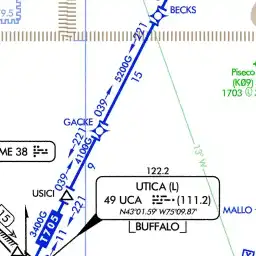 9.5
BECKS
221
5200G
15
039
Piseco
(K09)
1703
GACKE
221
039
4100G
9
13°W
ME 38
122.2
UTICA (L)
49 UCA (111.2)
N43°01.59' W75°09.87'
BUFFALO
USICI
039
221
3400G
1705
11
15
MALLO